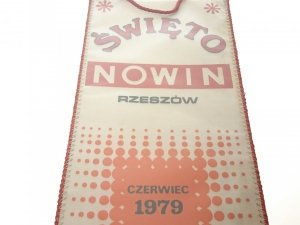 ŚWIĘTO
NOWIN
RZESZÓW
CZERWIEC
1979